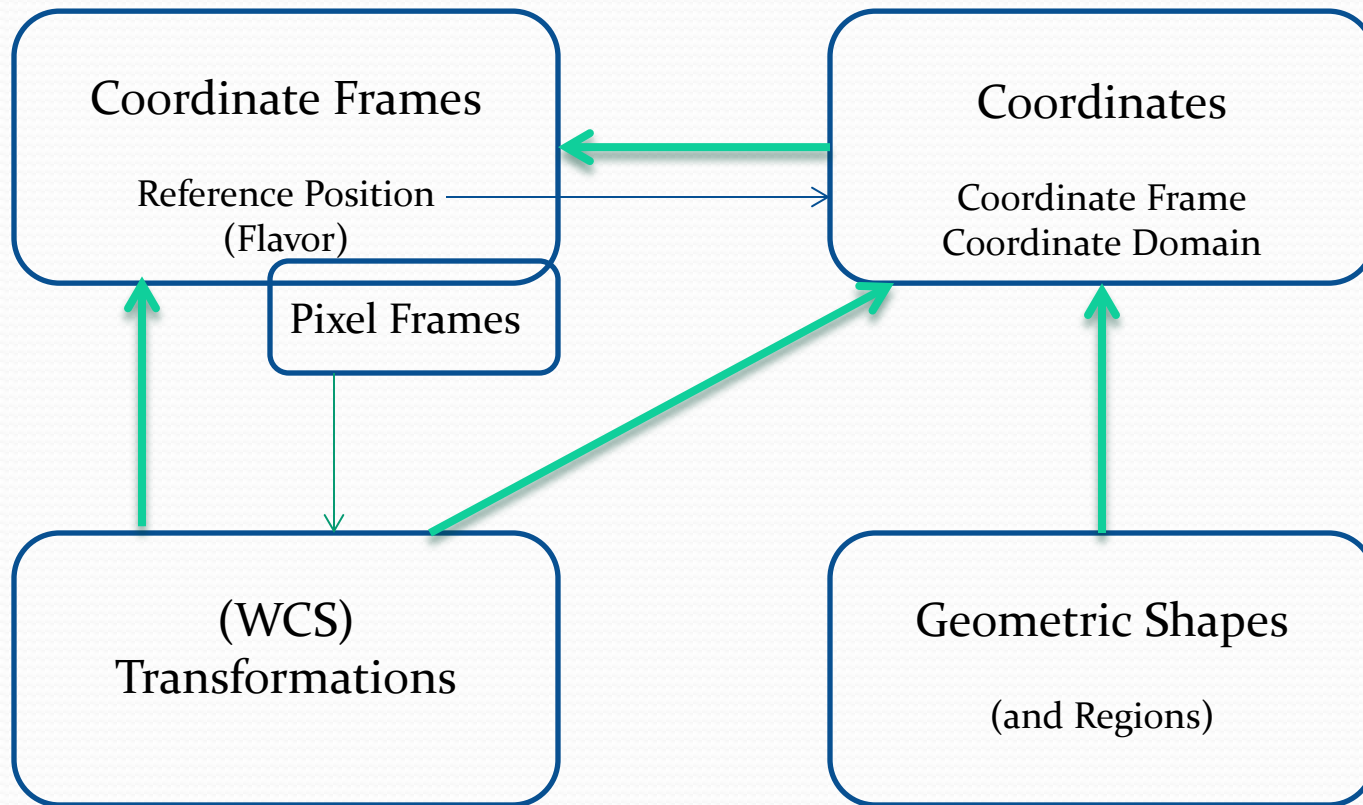 Coordinate Frames
Reference Position
(Flavor)
Pixel Frames
Coordinates
Coordinate Frame
Coordinate Domain
(WCS)
Transformations
Geometric Shapes
(and Regions)